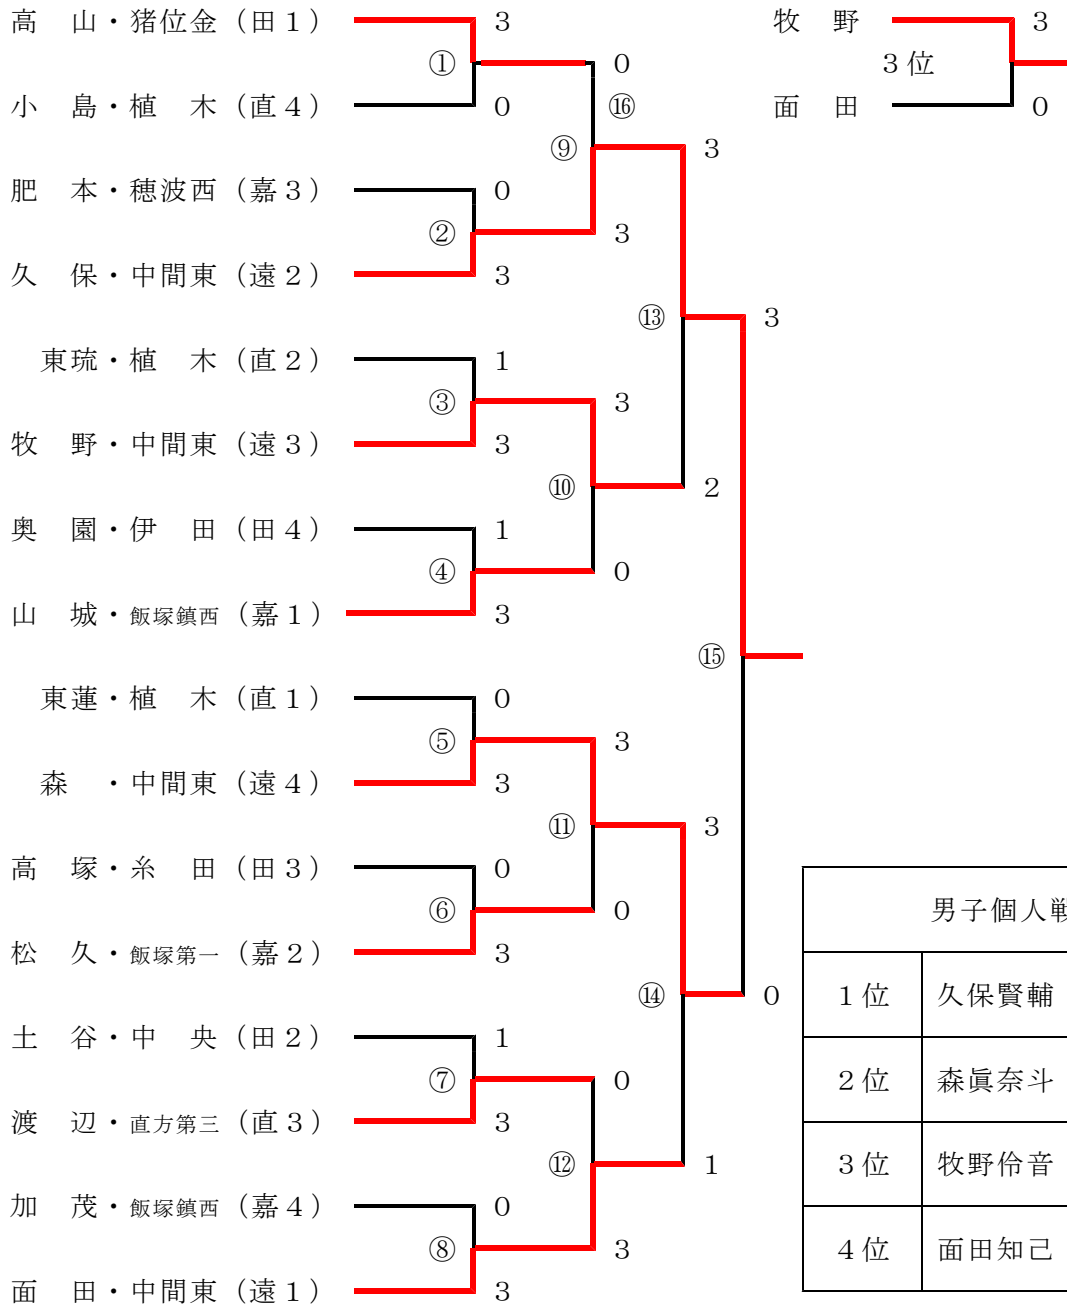 高　山・猪位金（田１） 3 牧　野 3
① 0 ３位
小　島・植　木（直４） 0 ⑯ 面　田 0
⑨ 3
肥　本・穂波西（嘉３） 0
② 3
久　保・中間東（遠２） 3
⑬ 3
東琉・植　木（直２） 1
③ 3
牧　野・中間東（遠３） 3
⑩ 2
奥　園・伊　田（田４） 1
④ 0
山　城・飯塚鎮西（嘉１） 3
⑮
東蓮・植　木（直１） 0
⑤ 3
森　・中間東（遠４） 3
⑪ 3
高　塚・糸　田（田３） 0
男子個人戦
⑥ 0
松　久・飯塚第一（嘉２） 3
⑭ 0 １位 久保賢輔
土　谷・中　央（田２） 1
⑦ 0 ２位 森眞奈斗
渡　辺・直方第三（直３） 3
⑫ 1 ３位 牧野伶音
加　茂・飯塚鎮西（嘉４） 0
⑧ 3 ４位 面田知己
面　田・中間東（遠１） 3